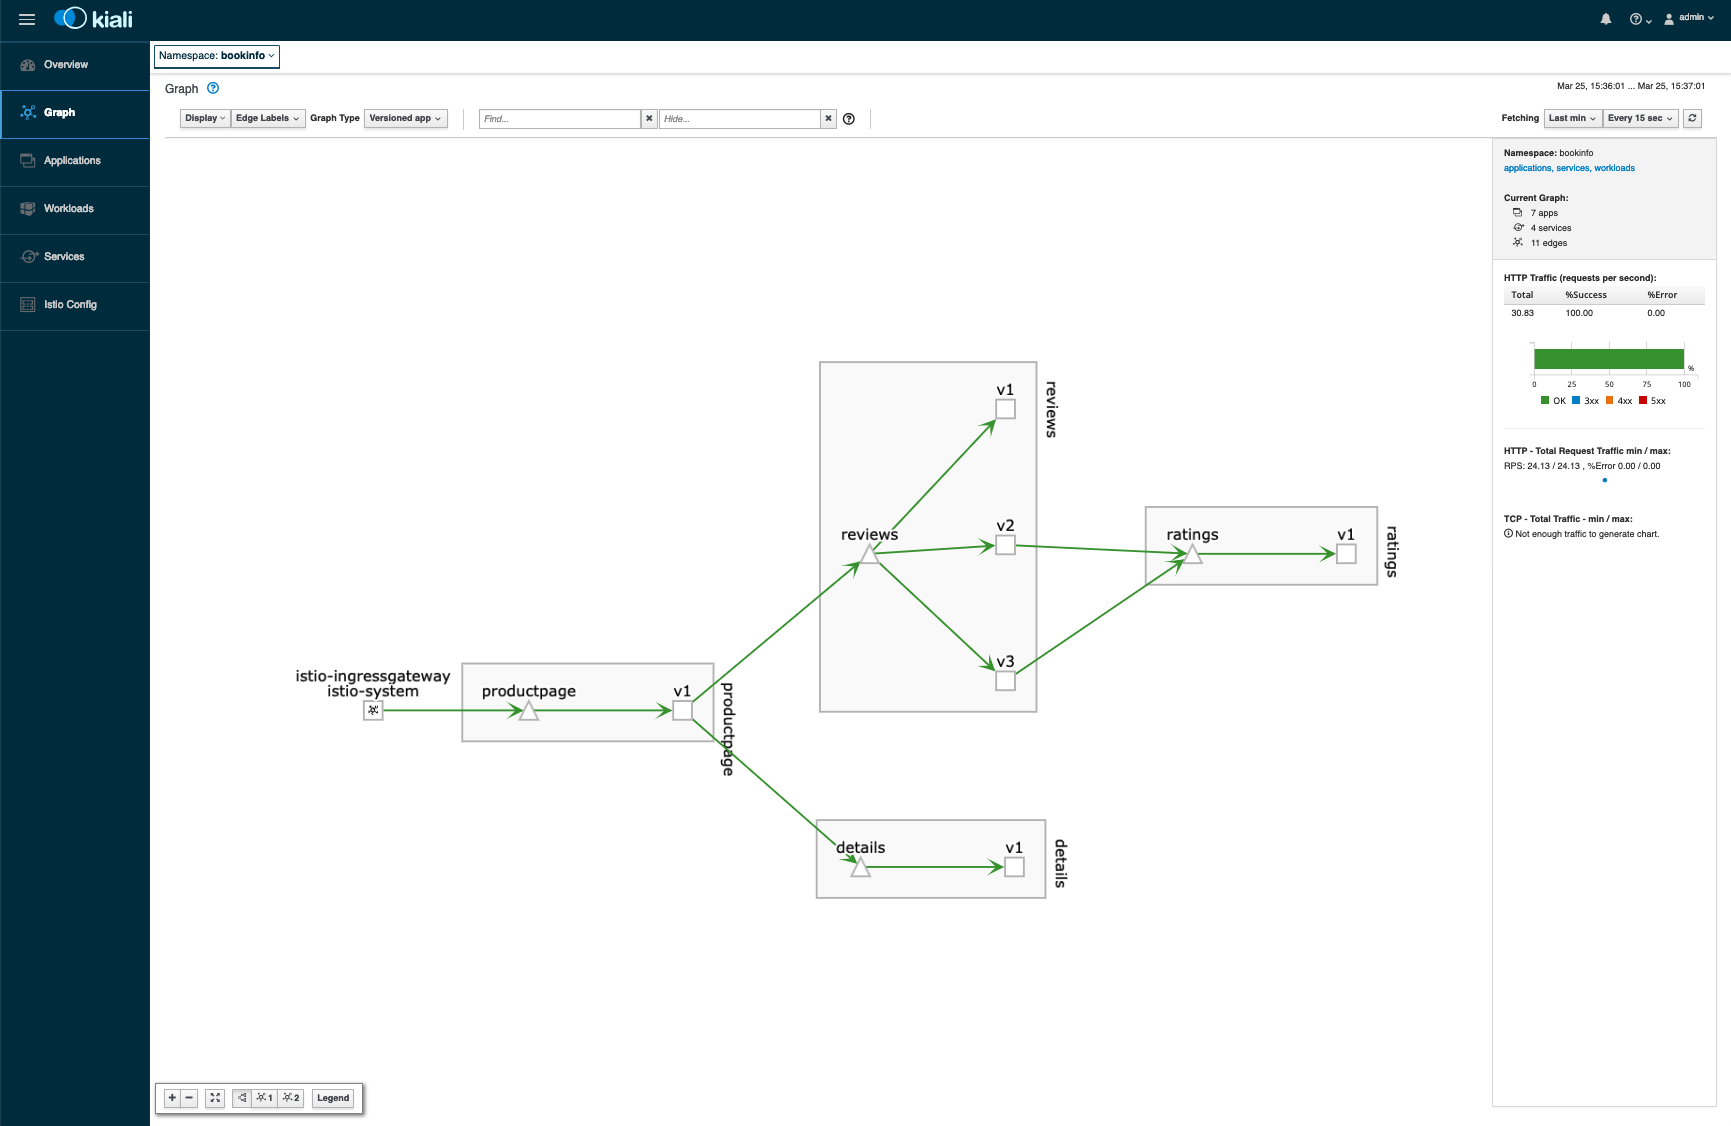 kiali
admin
Overview
Graph
Applications
Workloads
Services
Istio Config
Namespace: bookinfo
Graph
Mar 25, 15:36:01 ... Mar 25, 15:37:01
Display
Edge Labels
Graph Type
Versioned app
Find...
Hide...
Fetching
Last min
Every 15 sec
Namespace: bookinfo
applications, services, workloads
Current Graph:
7 apps
4 services
11 edges
HTTP Traffic (requests per second):
Total %Success %Error
30.83 100.00 0.00
%
0 25 50 75 100
OK 3xx 4xx 5xx
HTTP - Total Request Traffic min / max:
RPS: 24.13 / 24.13 , %Error 0.00 / 0.00
TCP - Total Traffic - min / max:
Not enough traffic to generate chart.
v1
reviews
reviews
v2
v3
ratings
v1
ratings
istio-ingressgateway
istio-system
productpage
v1
productpage
details
v1
details
1
2
Legend